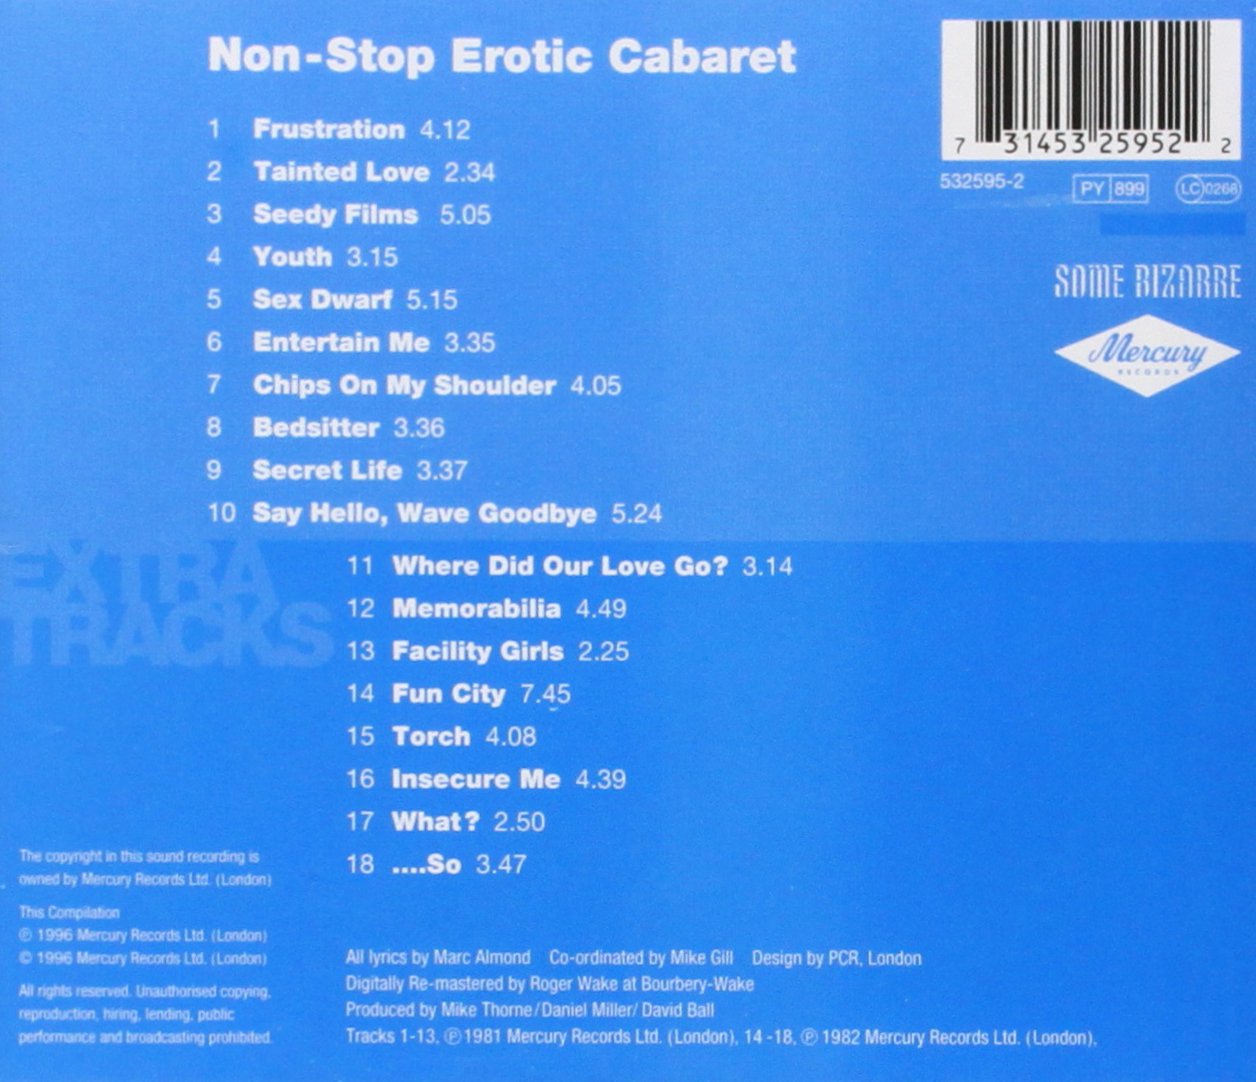 Non-Stop Erotic Cabaret
1 Frustration 4.12
2 Tainted Love 2.34
3 Seedy Films 5.05
4 Youth 3.15
5 Sex Dwarf 5.15
6 Entertain Me 3.35
7 Chips On My Shoulder 4.05
8 Bedsitter 3.36
9 Secret Life 3.37
10 Say Hello, Wave Goodbye 5.24
7 31453 25952 2
532595-2 PY 899 LC 0268
SOME BIZARRE
Mercury
RECORDS
EXTRA
TRACKS
11 Where Did Our Love Go? 3.14
12 Memorabilia 4.49
13 Facility Girls 2.25
14 Fun City 7.45
15 Torch 4.08
16 Insecure Me 4.39
17 What? 2.50
18 ....So 3.47
The copyright in this sound recording is
owned by Mercury Records Ltd. (London)
This Compilation
℗ 1996 Mercury Records Ltd. (London)
© 1996 Mercury Records Ltd. (London)
All rights reserved. Unauthorised copying,
reproduction, hiring, lending, public
performance and broadcasting prohibited.
All lyrics by Marc Almond Co-ordinated by Mike Gill Design by PCR, London
Digitally Re-mastered by Roger Wake at Bourbery-Wake
Produced by Mike Thorne/Daniel Miller/ David Ball
Tracks 1-13, ℗1981 Mercury Records Ltd. (London), 14 -18, ℗ 1982 Mercury Records Ltd. (London),